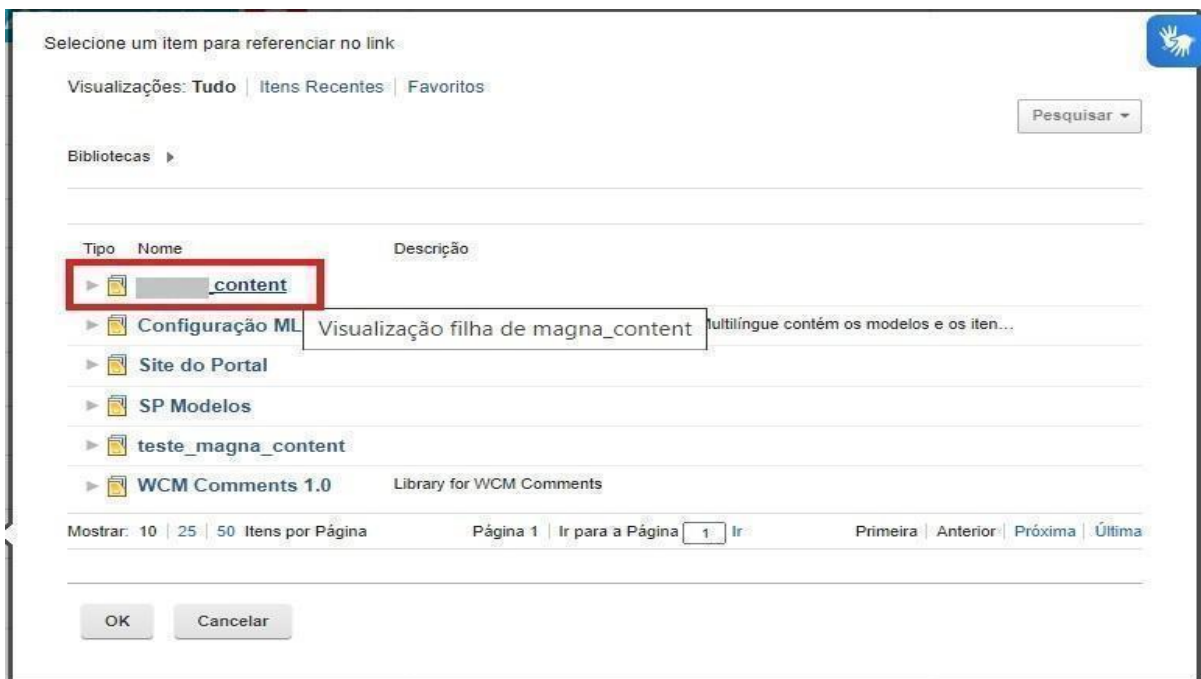 Selecione um item para referenciar no link
Visualizações: Tudo | Itens Recentes | Favoritos
Pesquisar
Bibliotecas
Tipo Nome Descrição
_content
Configuração ML Visualização filha de magna_content Multilíngue contém os modelos e os iten...
Site do Portal
SP Modelos
teste_magna_content
WCM Comments 1.0 Library for WCM Comments
Mostrar: 10 | 25 | 50 Itens por Página Página 1 | Ir para a Página 1 Ir Primeira | Anterior | Próxima | Última
OK Cancelar